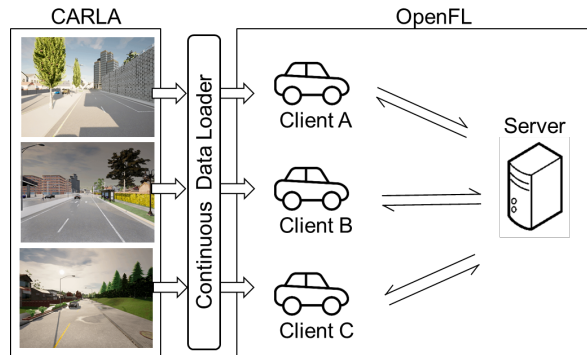 CARLA
OpenFL
Continuous Data Loader
Client A
Server
Client B
Client C